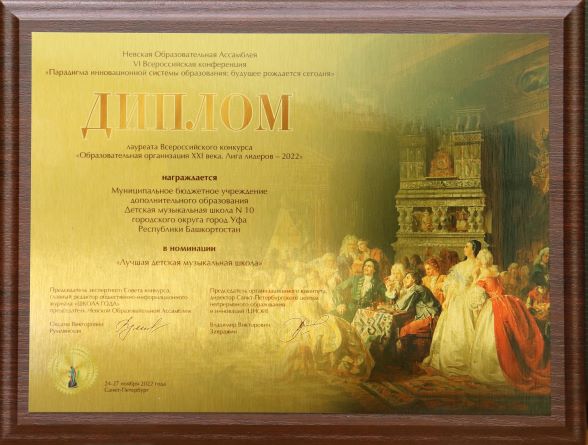 Невская Образовательная Ассамблея
VI Всероссийская конференция
«Парадигма инновационной системы образования: будущее рождается сегодня»
ДИПЛОМ
лауреата Всероссийского конкурса
«Образовательная организация XXI века. Лига лидеров – 2022»
награждается
Муниципальное бюджетное учреждение
дополнительного образования
Детская музыкальная школа N 10
городского округа город Уфа
Республики Башкортостан
в номинации
«Лучшая детская музыкальная школа»
Председатель экспертного Совета конкурса,
главный редактор общественно-информационного
журнала «ШКОЛА ГОДА»,
председатель Невской Образовательной Ассамблеи
Оксана Викторовна
Румянская
Председатель организационного комитета,
директор Санкт-Петербургского центра
непрерывного образования
и инноваций
Владимир Викторович
24-27 ноября 2022 года
Санкт-Петербург